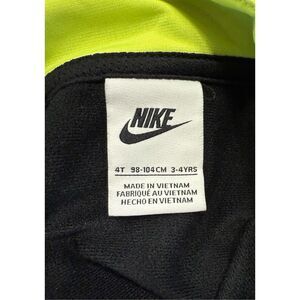 NIKE
4T 98-104CM 3-4YRS
MADE IN VIETNAM
FABRIQUÉ AU VIETNAM
HECHO EN VIETNAM